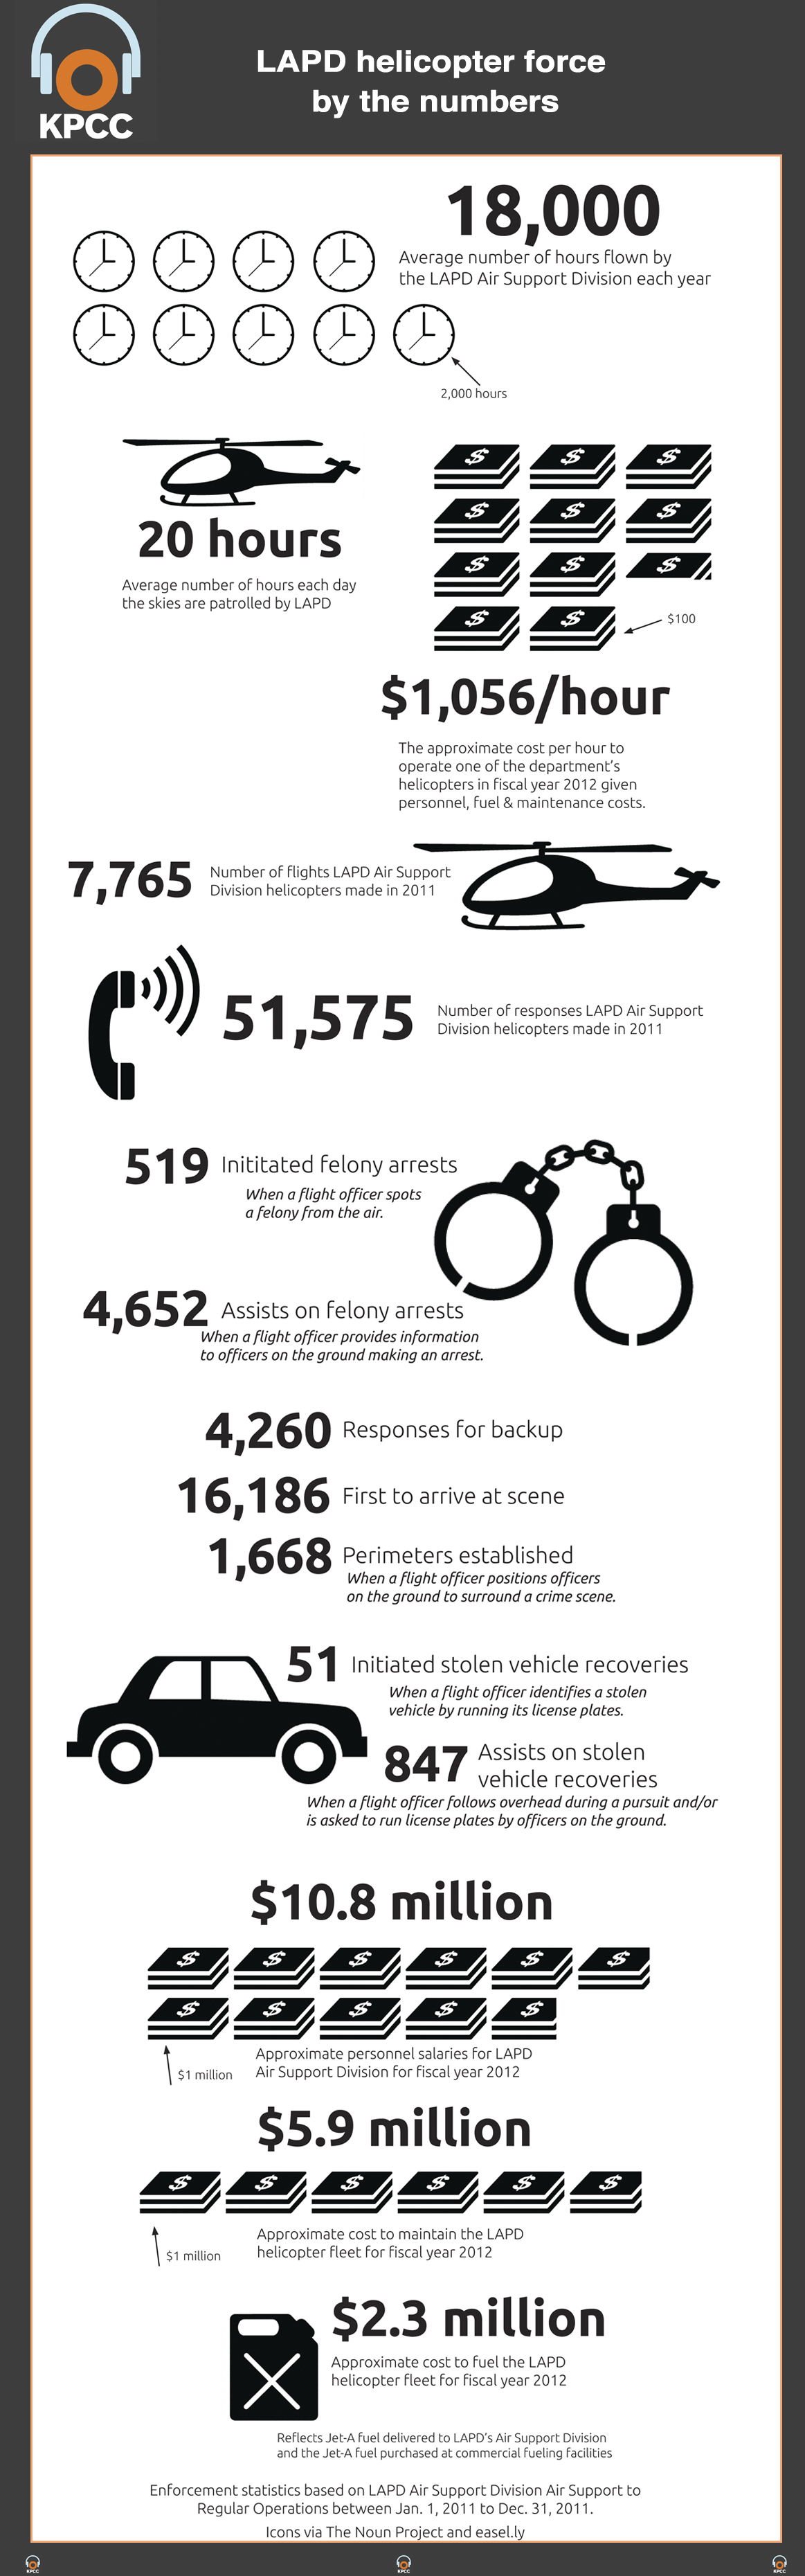 KPCC
LAPD helicopter force
by the numbers
18,000
Average number of hours flown by
the LAPD Air Support Division each year
2,000 hours
20 hours
Average number of hours each day
the skies are patrolled by LAPD
$ $ $
$ $ $
$ $ $
$ $
$100
$1,056/hour
The approximate cost per hour to
operate one of the department's
helicopters in fiscal year 2012 given
personnel, fuel & maintenance costs.
7,765
Number of flights LAPD Air Support
Division helicopters made in 2011
51,575
Number of responses LAPD Air Support
Division helicopters made in 2011
519 Inititated felony arrests
When a flight officer spots
a felony from the air.
4,652 Assists on felony arrests
When a flight officer provides information
to officers on the ground making an arrest.
4,260 Responses for backup
16,186 First to arrive at scene
1,668 Perimeters established
When a flight officer positions officers
on the ground to surround a crime scene.
51 Initiated stolen vehicle recoveries
When a flight officer identifies a stolen
vehicle by running its license plates.
847 Assists on stolen
vehicle recoveries
When a flight officer follows overhead during a pursuit and/or
is asked to run license plates by officers on the ground.
$10.8 million
$ $ $ $ $ $
$ $ $ $ $
$1 million
Approximate personnel salaries for LAPD
Air Support Division for fiscal year 2012
$5.9 million
$ $ $ $ $ $
$1 million
Approximate cost to maintain the LAPD
helicopter fleet for fiscal year 2012
$2.3 million
Approximate cost to fuel the LAPD
helicopter fleet for fiscal year 2012
Reflects Jet-A fuel delivered to LAPD's Air Support Division
and the Jet-A fuel purchased at commercial fueling facilities
Enforcement statistics based on LAPD Air Support Division Air Support to
Regular Operations between Jan. 1, 2011 to Dec. 31, 2011.
Icons via The Noun Project and easel.ly
KPCC KPCC KPCC